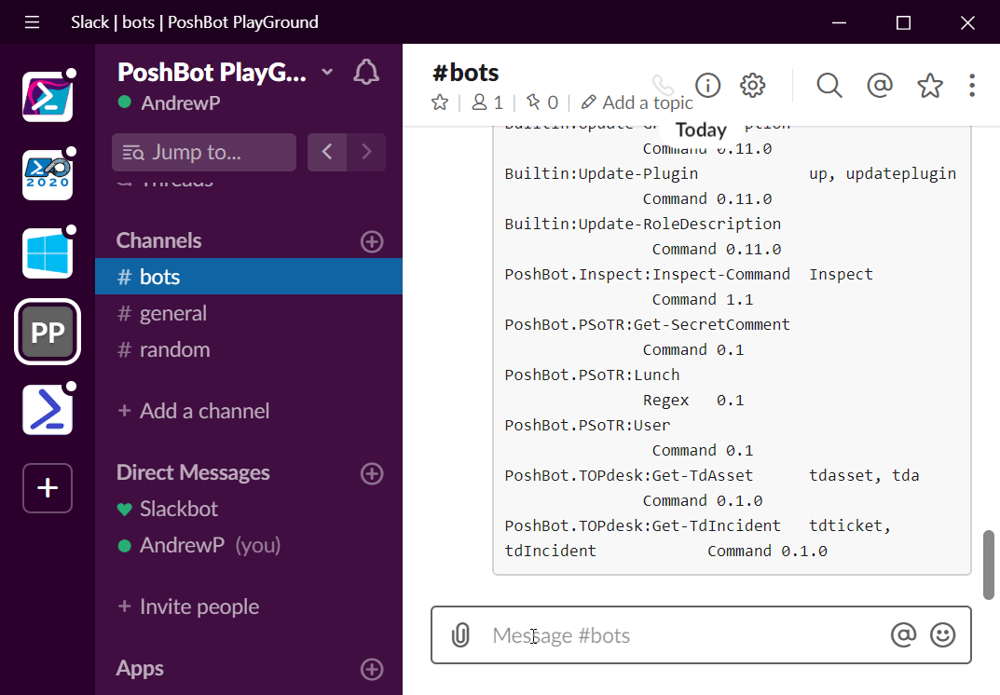 Slack | bots | PoshBot PlayGround
2020
PP
PoshBot PlayG...
AndrewP
Jump to...
Threads
Channels
# bots
# general
# random
+ Add a channel
Direct Messages
Slackbot
AndrewP (you)
+ Invite people
Apps
#bots
1 | 0 | Add a topic
Today
Command 0.11.0
Builtin:Update-Plugin up, updateplugin
Command 0.11.0
Builtin:Update-RoleDescription
Command 0.11.0
PoshBot.Inspect:Inspect-Command Inspect
Command 1.1
PoshBot.PSoTR:Get-SecretComment
Command 0.1
PoshBot.PSoTR:Lunch
Regex 0.1
PoshBot.PSoTR:User
Command 0.1
PoshBot.TOPdesk:Get-TdAsset tdasset, tda
Command 0.1.0
PoshBot.TOPdesk:Get-TdIncident tdticket,
tdIncident Command 0.1.0
Message #bots